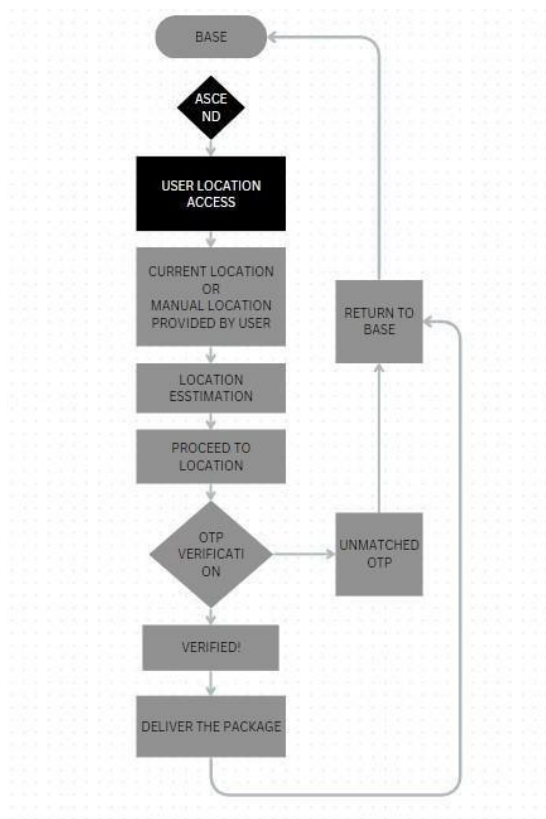 BASE
ASCE
ND
USER LOCATION
ACCESS
CURRENT LOCATION
OR
MANUAL LOCATION
PROVIDED BY USER
RETURN TO
BASE
LOCATION
ESSTIMATION
PROCEED TO
LOCATION
OTP
VERIFICATI
ON
UNMATCHED
OTP
VERIFIED!
DELIVER THE PACKAGE